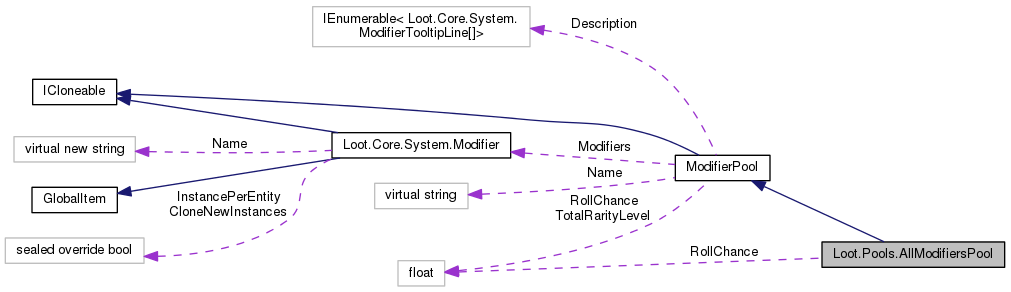 IEnumerable< Loot.Core.System.
ModifierTooltipLine[]>
Description
ICloneable
virtual new string
Name
Loot.Core.System.Modifier
Modifiers
ModifierPool
Name
GlobalItem
InstancePerEntity
CloneNewInstances
virtual string
RollChance
TotalRarityLevel
sealed override bool
float
RollChance
Loot.Pools.AllModifiersPool